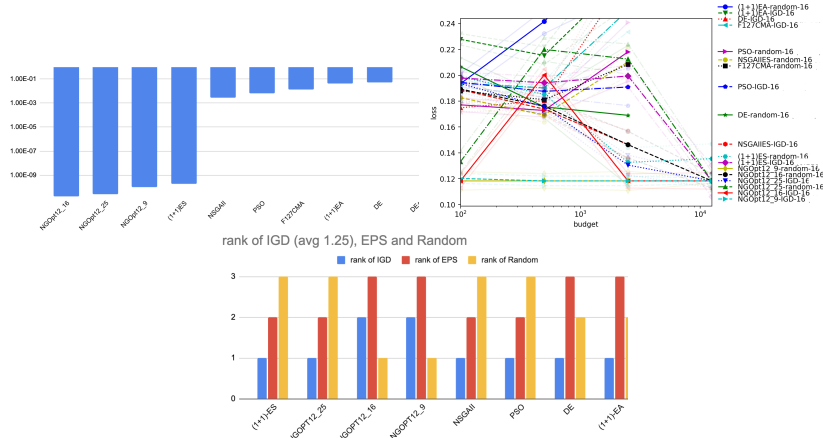 1.00E-01
1.00E-03
1.00E-05
1.00E-07
1.00E-09
NGOpt12_16
NGOpt12_25
NGOpt12_9
(1+1)ES
NSGAII
PSO
F127CMA
(1+1)EA
DE
DE-
0.24
0.22
0.20
0.18
0.16
0.14
0.12
0.10
loss
10²
10³
10⁴
budget
(1+1)EA-random-16
(1+1)EA-IGD-16
DE-IGD-16
F127CMA-IGD-16
PSO-random-16
NSGAIIES-random-16
F127CMA-random-16
PSO-IGD-16
DE-random-16
NSGAIIES-IGD-16
(1+1)ES-random-16
(1+1)ES-IGD-16
NGOpt12_9-random-16
NGOpt12_16-random-16
NGOpt12_25-IGD-16
NGOpt12_25-random-16
NGOpt12_16-IGD-16
NGOpt12_9-IGD-16
rank of IGD (avg 1.25), EPS and Random
rank of IGD rank of EPS rank of Random
3
2
1
0
(1+1)-ES
NGOPT12_25
NGOPT12_16
NGOPT12_9
NSGAII
PSO
DE
(1+1)-EA